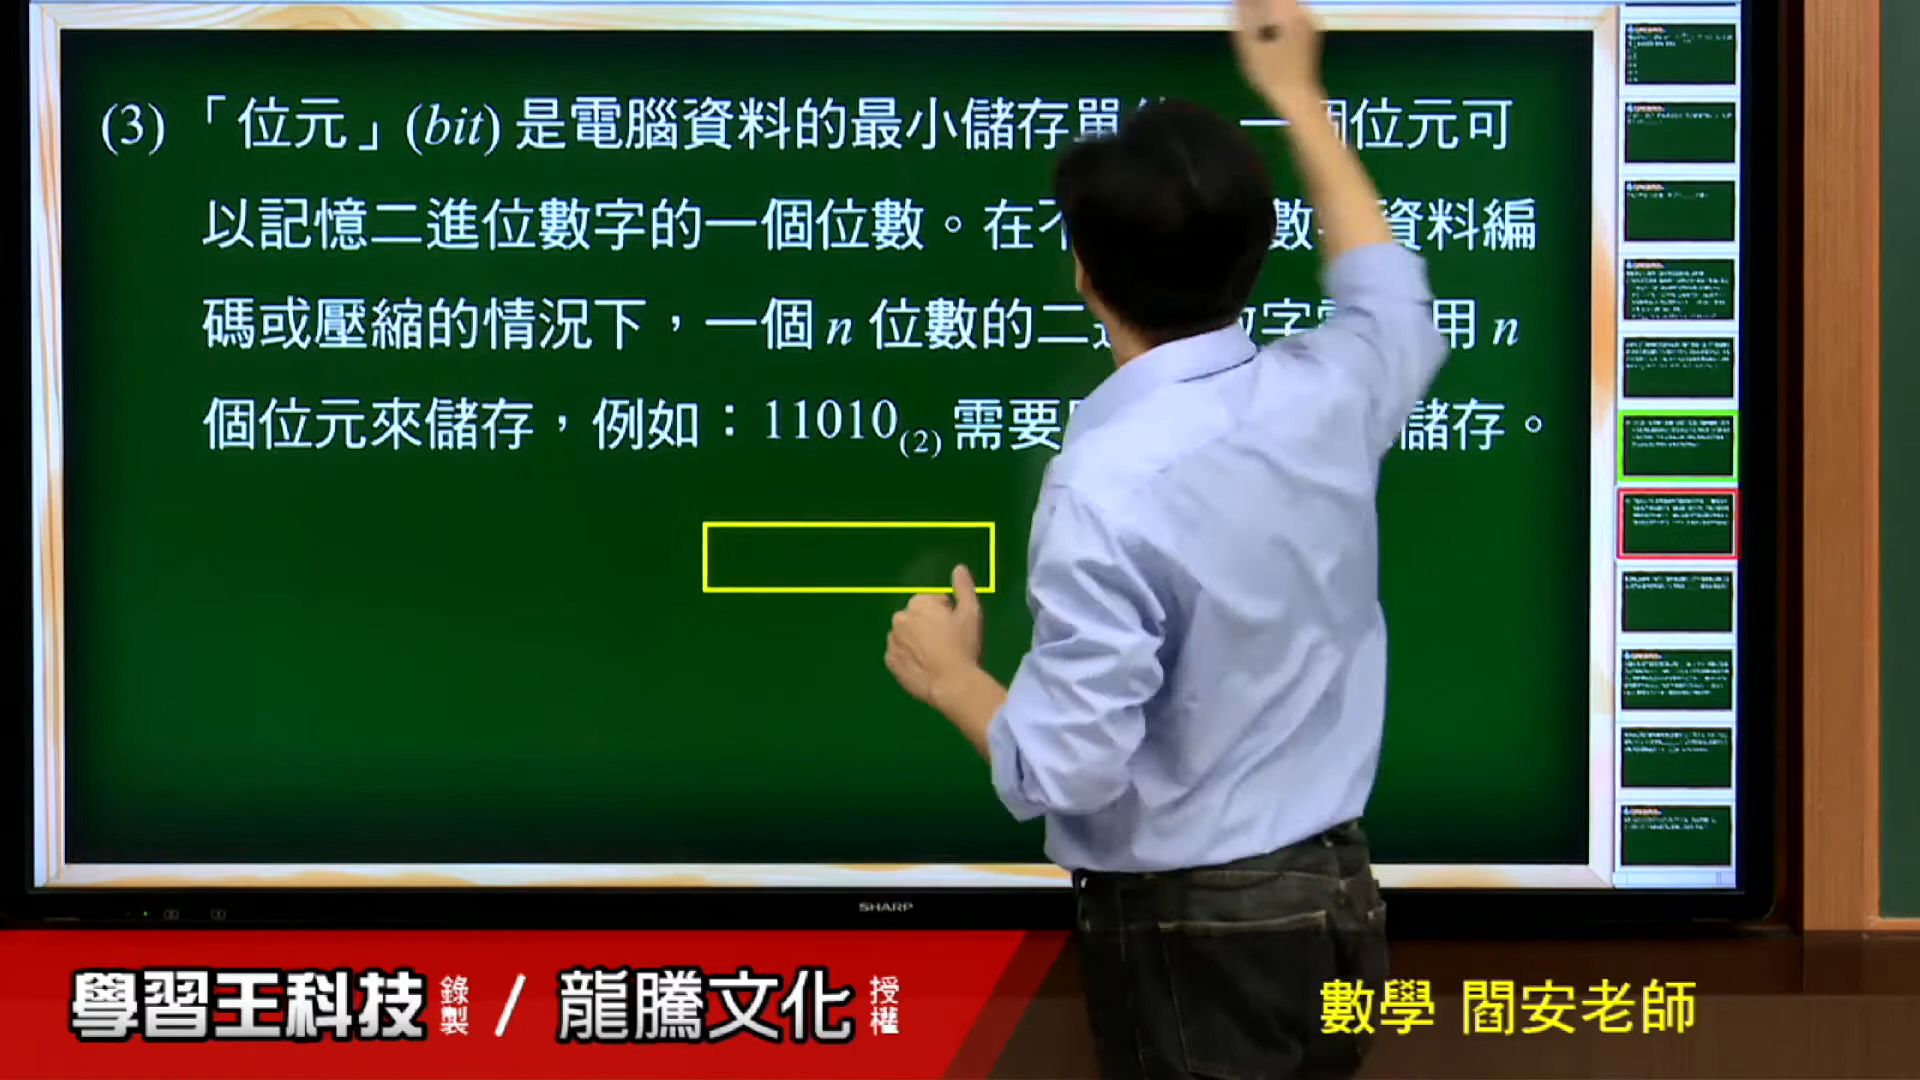 (3) 「位元」(bit) 是電腦資料的最小儲存單 一個位元可
以記憶二進位數字的一個位數。在不 數 資料編
碼或壓縮的情況下，一個 n 位數的二 數字需 用 n
個位元來儲存，例如：11010(2) 需要 儲存。
SHARP
學習王科技 錄製 / 龍騰文化 授權
數學 閻安老師